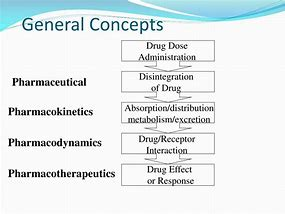 General Concepts
Drug Dose
Administration
Pharmaceutical
Disintegration
of Drug
Pharmacokinetics
Absorption/distribution
metabolism/excretion
Pharmacodynamics
Drug/Receptor
Interaction
Pharmacotherapeutics
Drug Effect
or Response